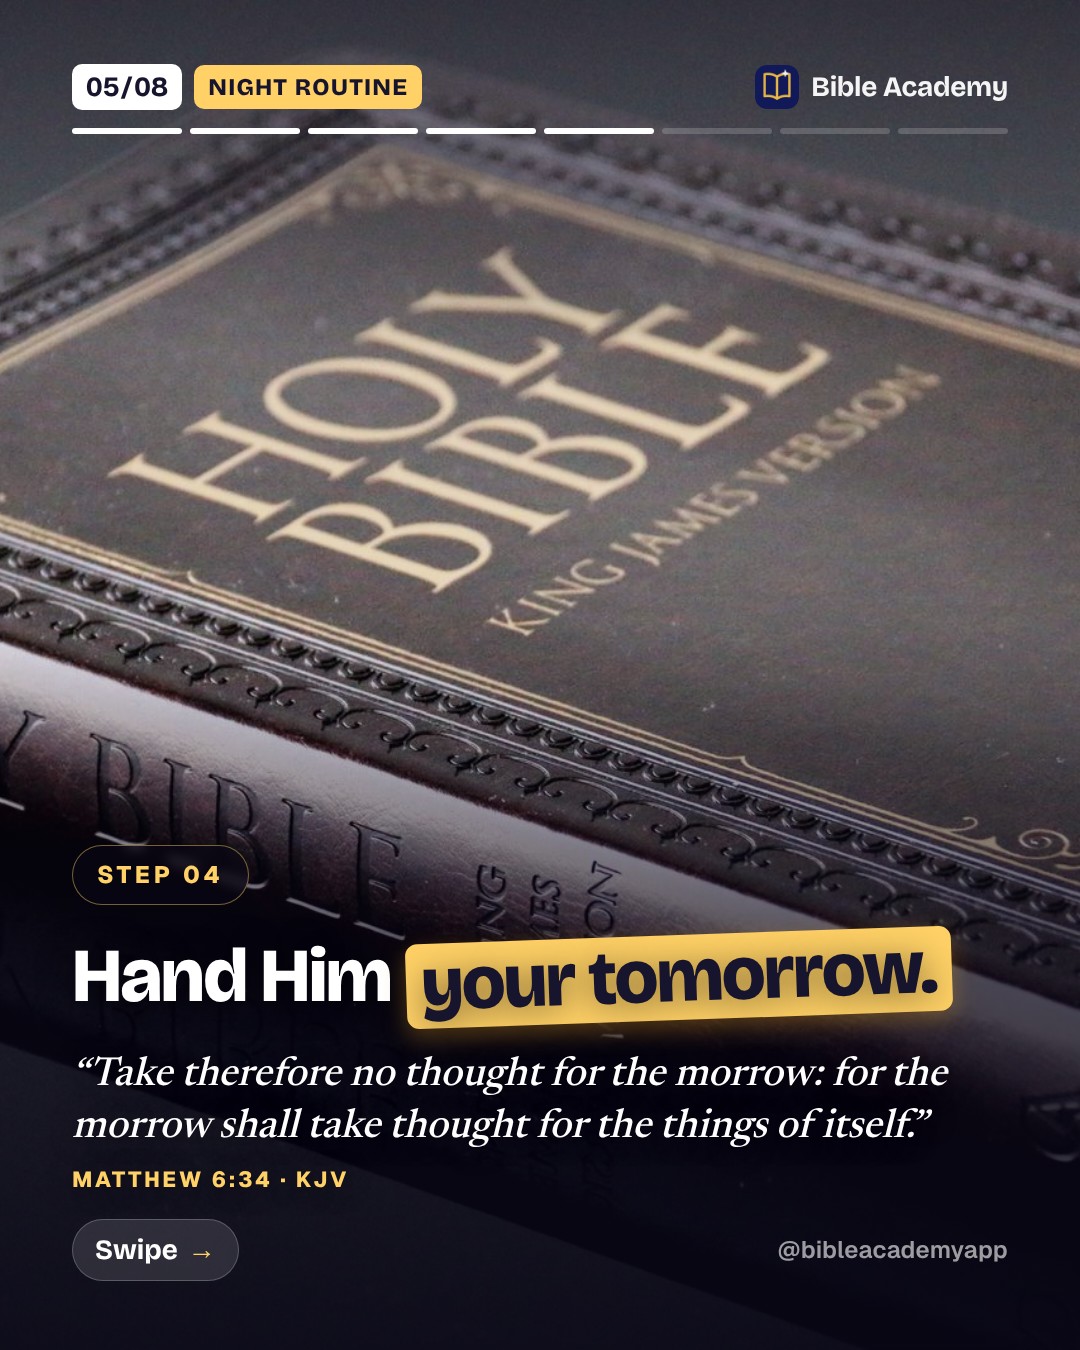 05/08 NIGHT ROUTINE
Bible Academy
HOLY
BIBLE
KING JAMES VERSION
Y BIBLE
STEP 04
Hand Him your tomorrow.
“Take therefore no thought for the morrow: for the
morrow shall take thought for the things of itself.”
MATTHEW 6:34 · KJV
Swipe →
@bibleacademyapp